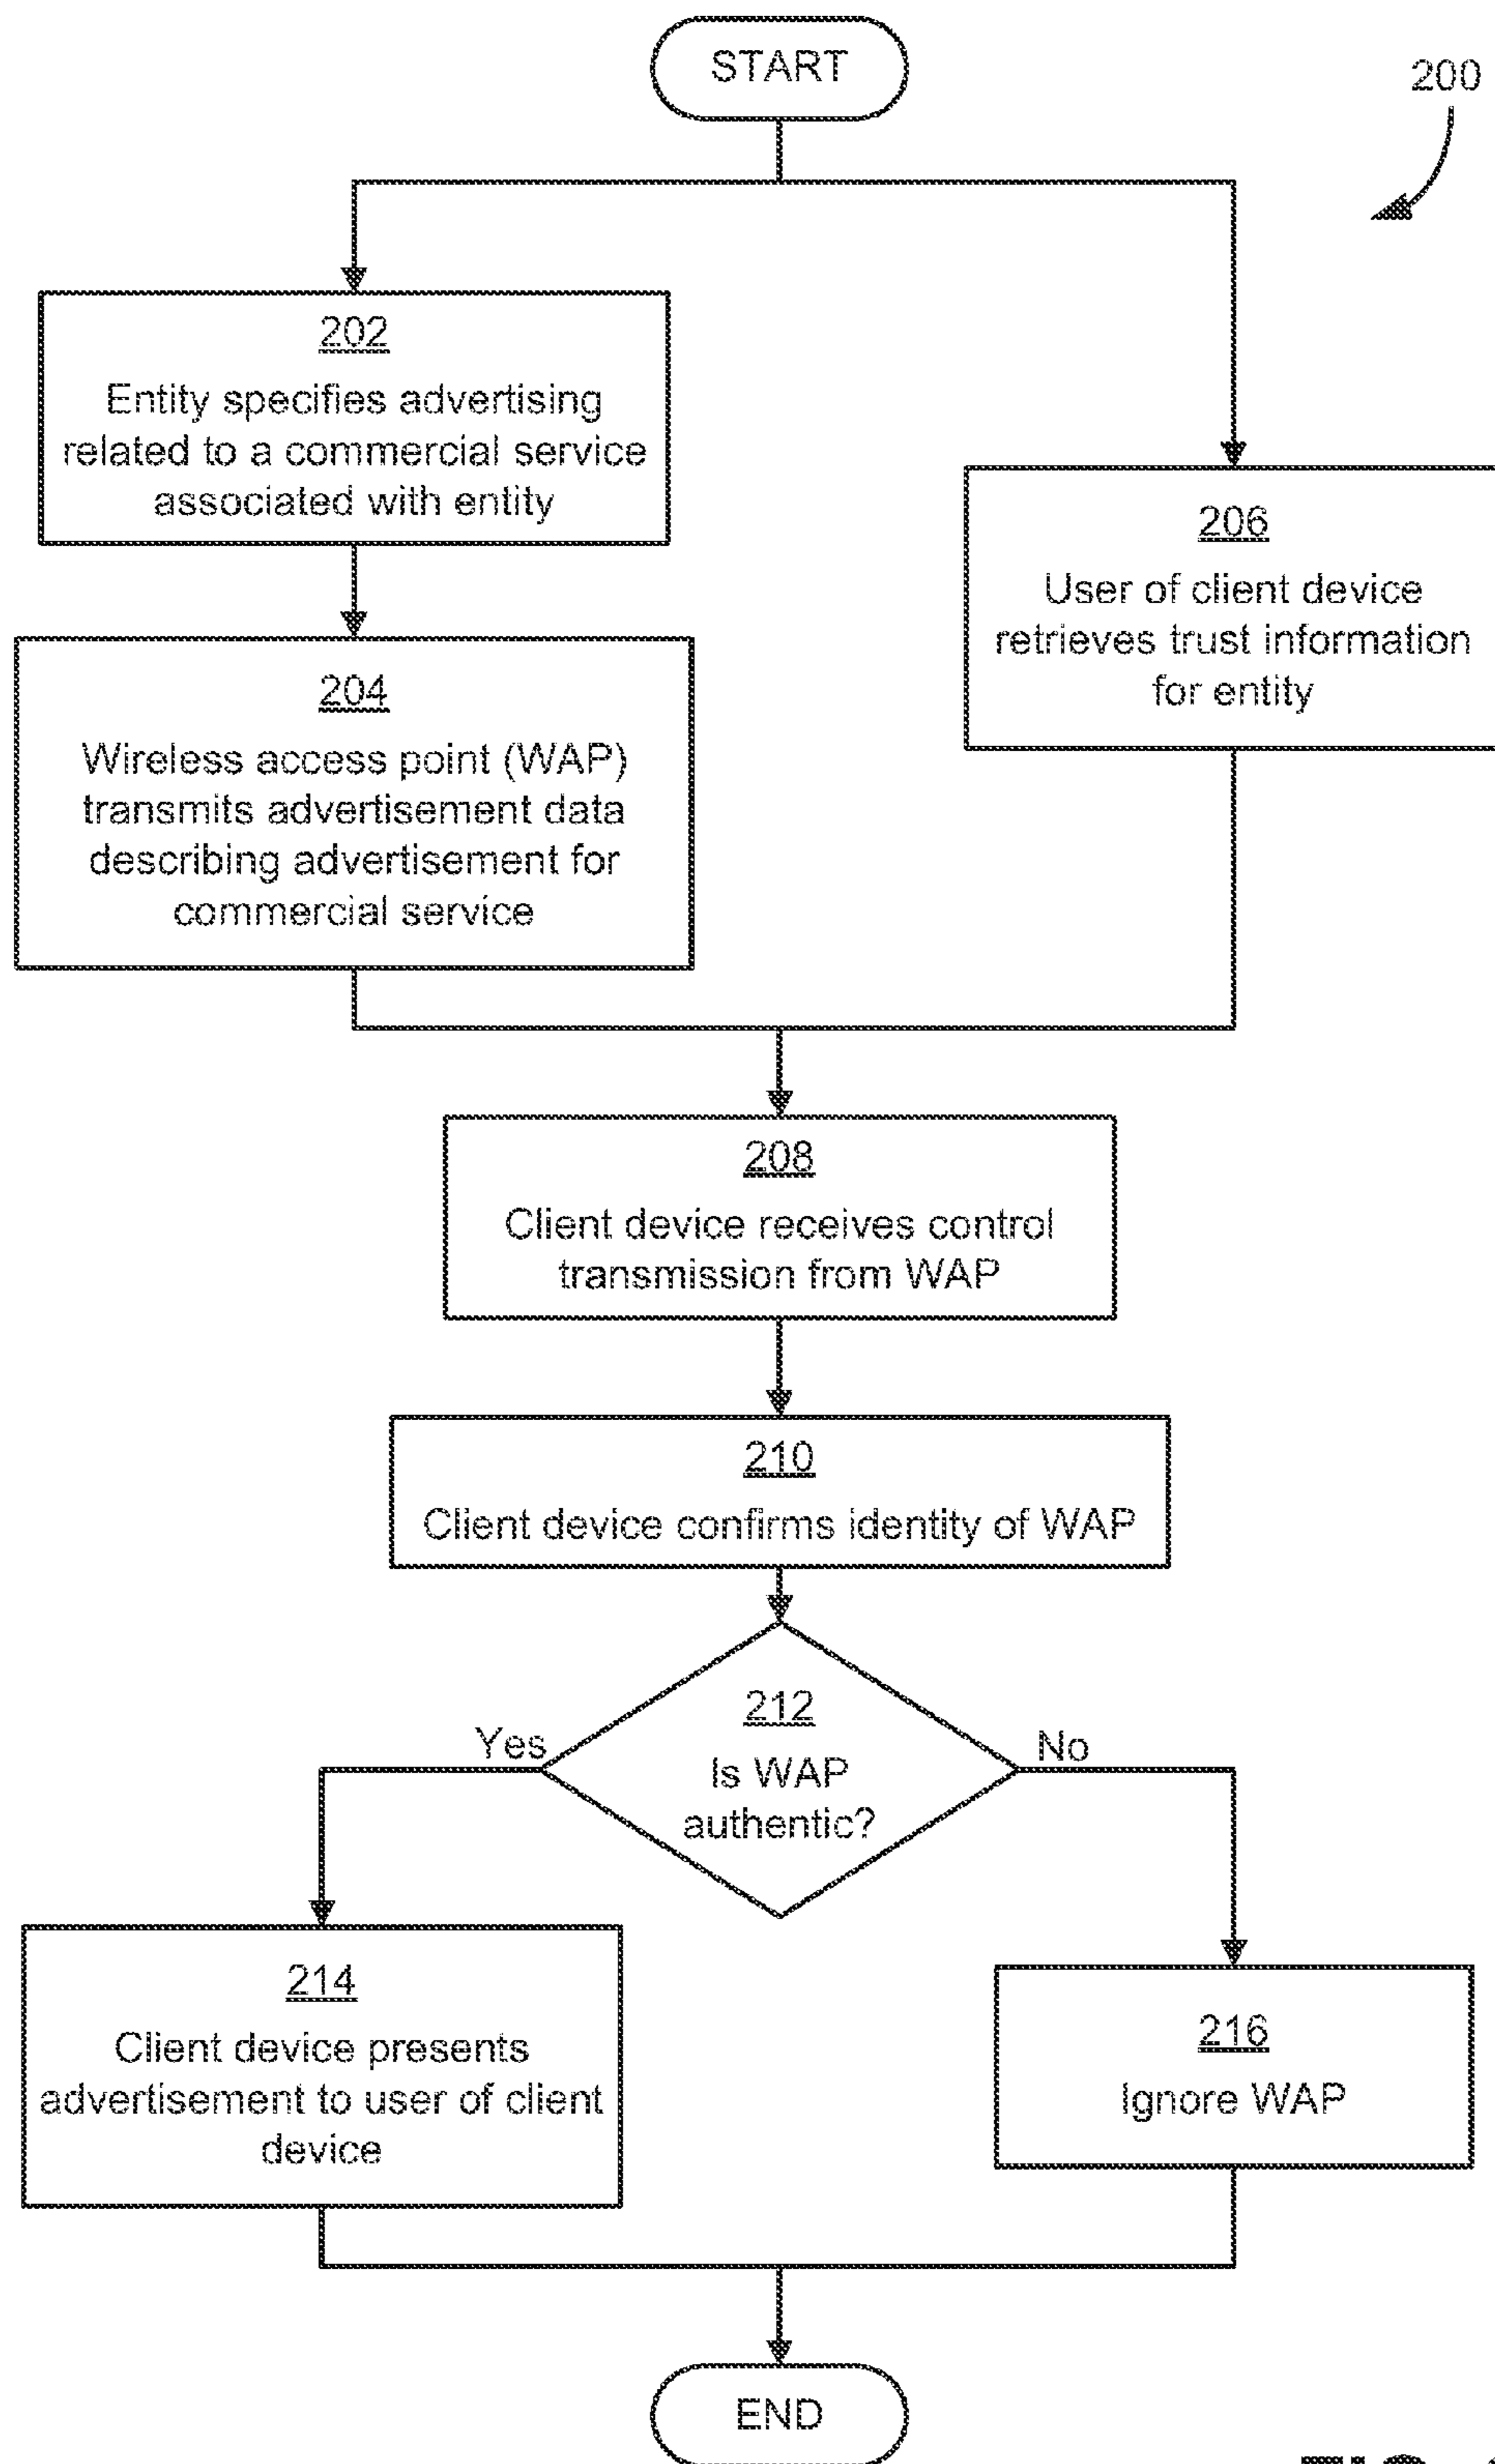 START
200
202
Entity specifies advertising
related to a commercial service
associated with entity
206
User of client device
retrieves trust information
for entity
204
Wireless access point (WAP)
transmits advertisement data
describing advertisement for
commercial service
208
Client device receives control
transmission from WAP
210
Client device confirms identity of WAP
212
Is WAP
authentic?
Yes
No
214
Client device presents
advertisement to user of client
device
216
Ignore WAP
END